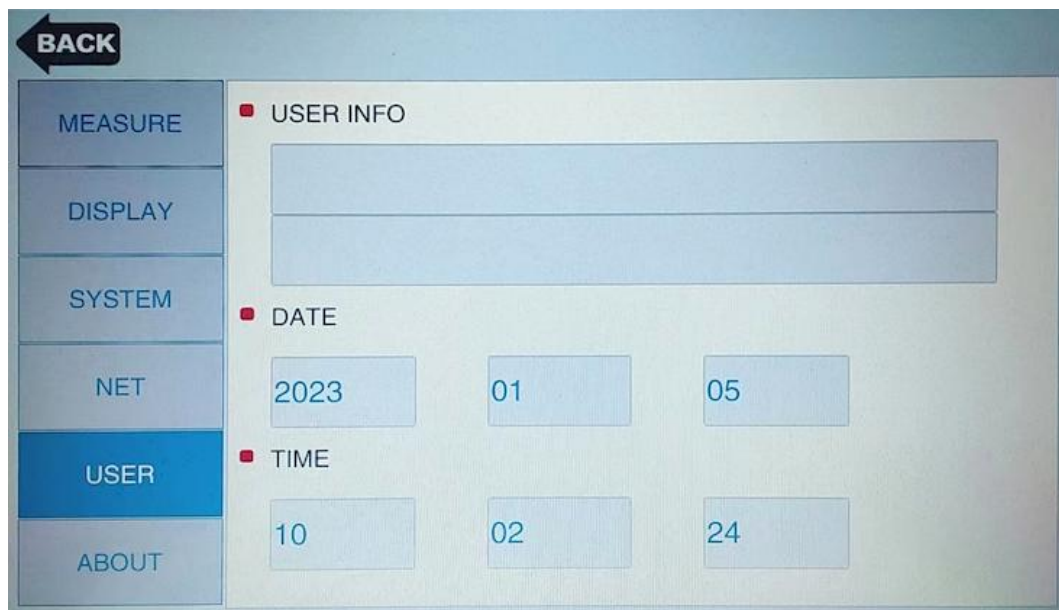 BACK
MEASURE
DISPLAY
SYSTEM
NET
USER
ABOUT
USER INFO
DATE
2023 01 05
TIME
10 02 24